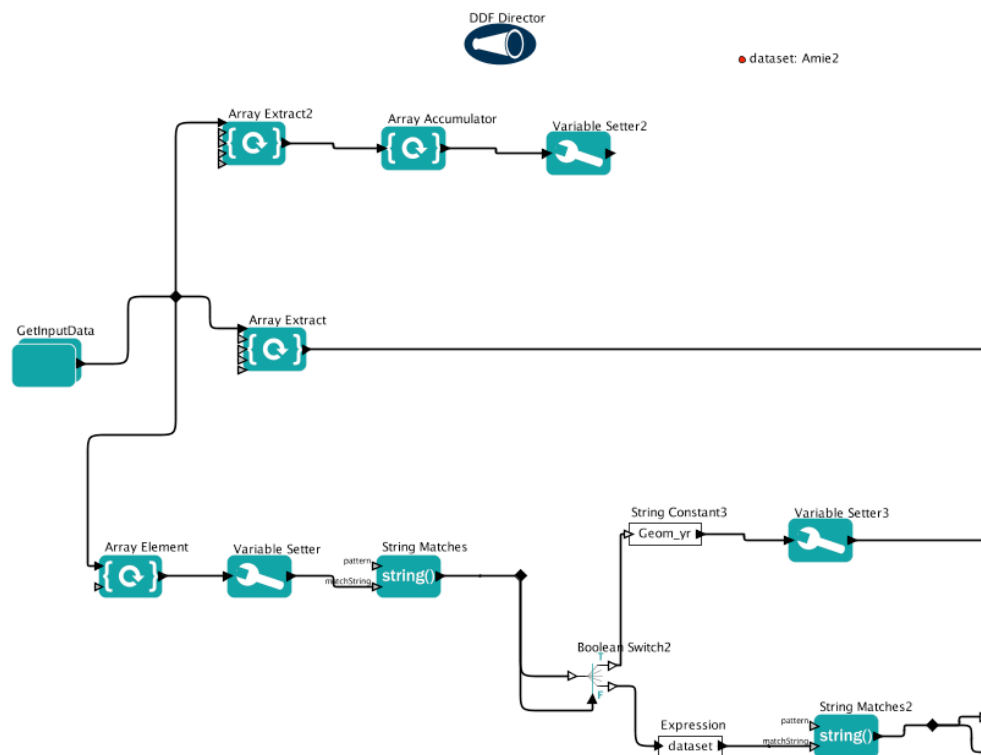 DDF Director
dataset: Amie2
Array Extract2
Array Accumulator
Variable Setter2
GetInputData
Array Extract
Array Element
Variable Setter
String Matches
pattern
matchString
string()
String Constant3
Geom_yr
Variable Setter3
Boolean Switch2
T
F
Expression
dataset
String Matches2
pattern
matchString
string()